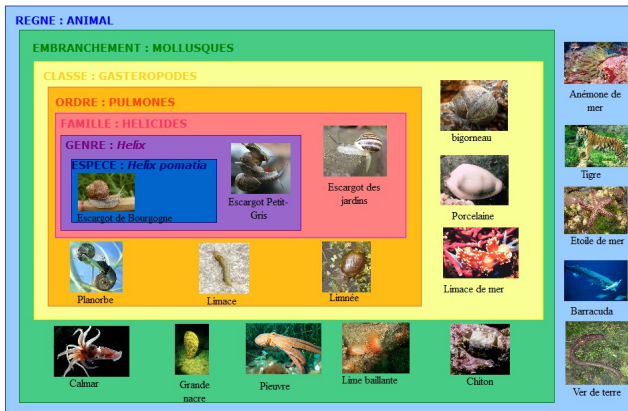 REGNE : ANIMAL
EMBRANCHEMENT : MOLLUSQUES
CLASSE : GASTEROPODES
ORDRE : PULMONES
FAMILLE : HELICIDES
GENRE : Helix
ESPECE : Helix pomatia
Escargot de Bourgogne
Escargot Petit-
Gris
Escargot des
jardins
bigorneau
Porcelaine
Limace de mer
Planorbe
Limace
Limnée
Calmar
Grande
nacre
Pieuvre
Lime baillante
Chiton
Anémone de
mer
Tigre
Etoile de mer
Barracuda
Ver de terre